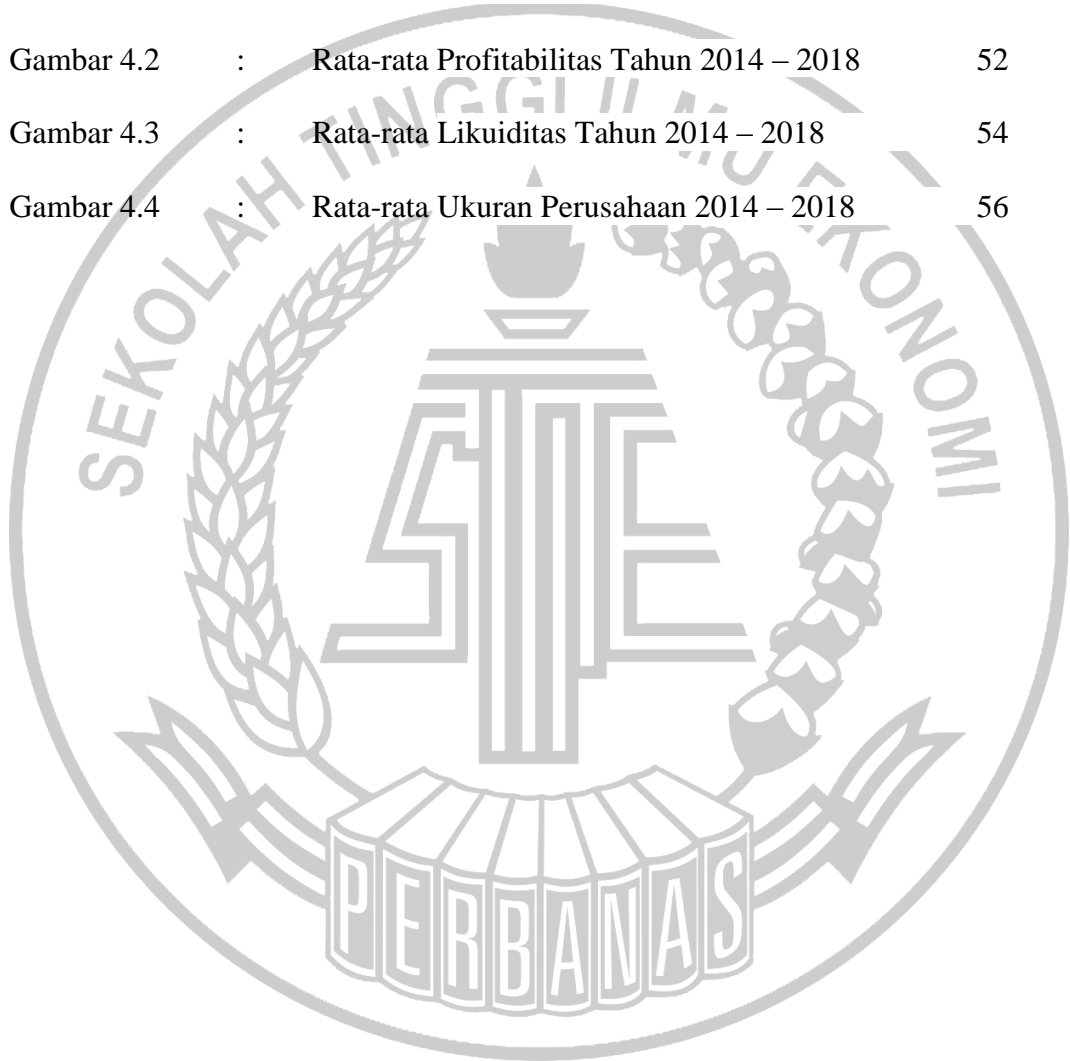 Gambar 4.2 : Rata-rata Profitabilitas Tahun 2014 – 2018 52
Gambar 4.3 : Rata-rata Likuiditas Tahun 2014 – 2018 54
Gambar 4.4 : Rata-rata Ukuran Perusahaan 2014 – 2018 56
SEKOLAH TINGGI ILMU EKONOMI
PERBANAS